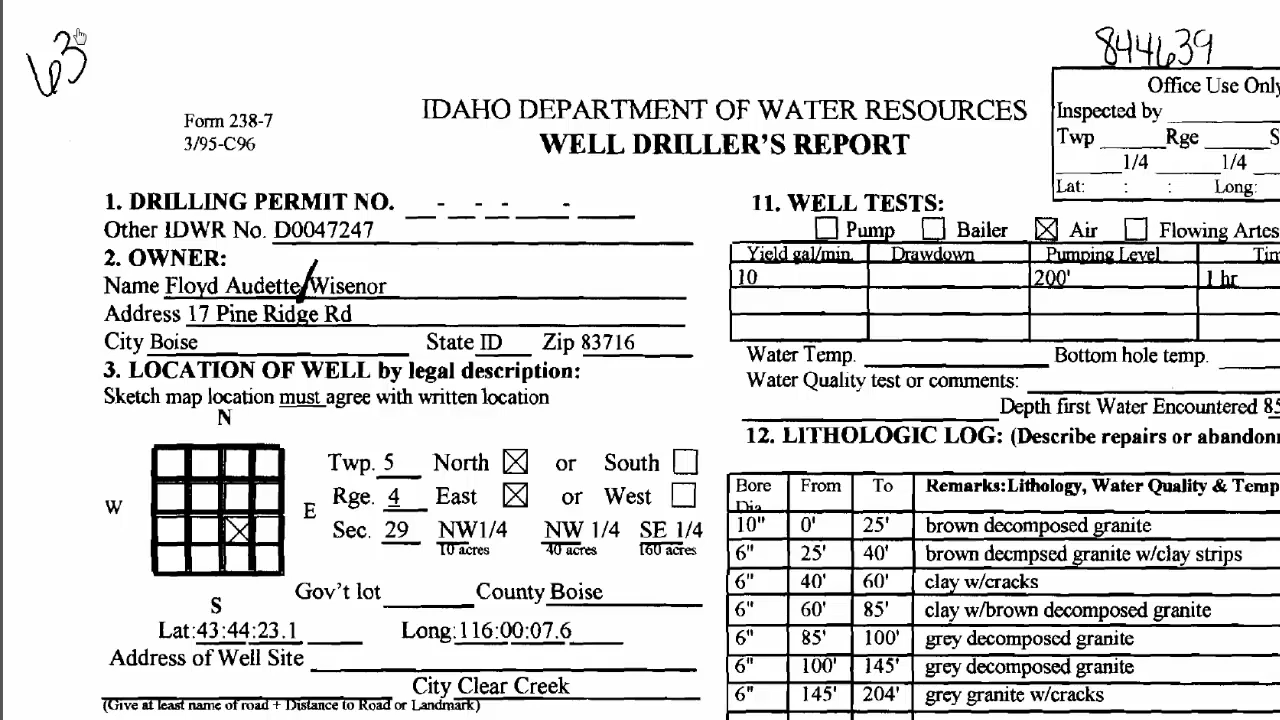 63
844639
Office Use Only
Inspected by
Twp Rge S
1/4 1/4
Lat: : : Long:
Form 238-7
3/95-C96
IDAHO DEPARTMENT OF WATER RESOURCES
WELL DRILLER'S REPORT
1. DRILLING PERMIT NO. - - - -
Other IDWR No. D0047247
2. OWNER:
Name Floyd Audette/Wisenor
Address 17 Pine Ridge Rd
City Boise State ID Zip 83716
3. LOCATION OF WELL by legal description:
Sketch map location must agree with written location
N
W
E
Twp. 5 North ☒ or South ☐
Rge. 4 East ☒ or West ☐
Sec. 29 NW 1/4 NW 1/4 SE 1/4
10 acres 40 acres 160 acres
Gov't lot County Boise
S
Lat:43:44:23.1 Long:116:00:07.6
Address of Well Site
City Clear Creek
(Give at least name of road + Distance to Road or Landmark)
11. WELL TESTS:
☐ Pump ☐ Bailer ☒ Air ☐ Flowing Artes
Yield gal/min. Drawdown Pumping Level Tim
10 200' 1 hr
Water Temp. Bottom hole temp.
Water Quality test or comments:
Depth first Water Encountered 85
12. LITHOLOGIC LOG: (Describe repairs or abandonm
Bore From To Remarks:Lithology, Water Quality & Temp
Dia
10" 0' 25' brown decomposed granite
6" 25' 40' brown decmpsed granite w/clay strips
6" 40' 60' clay w/cracks
6" 60' 85' clay w/brown decomposed granite
6" 85' 100' grey decomposed granite
6" 100' 145' grey decomposed granite
6" 145' 204' grey granite w/cracks